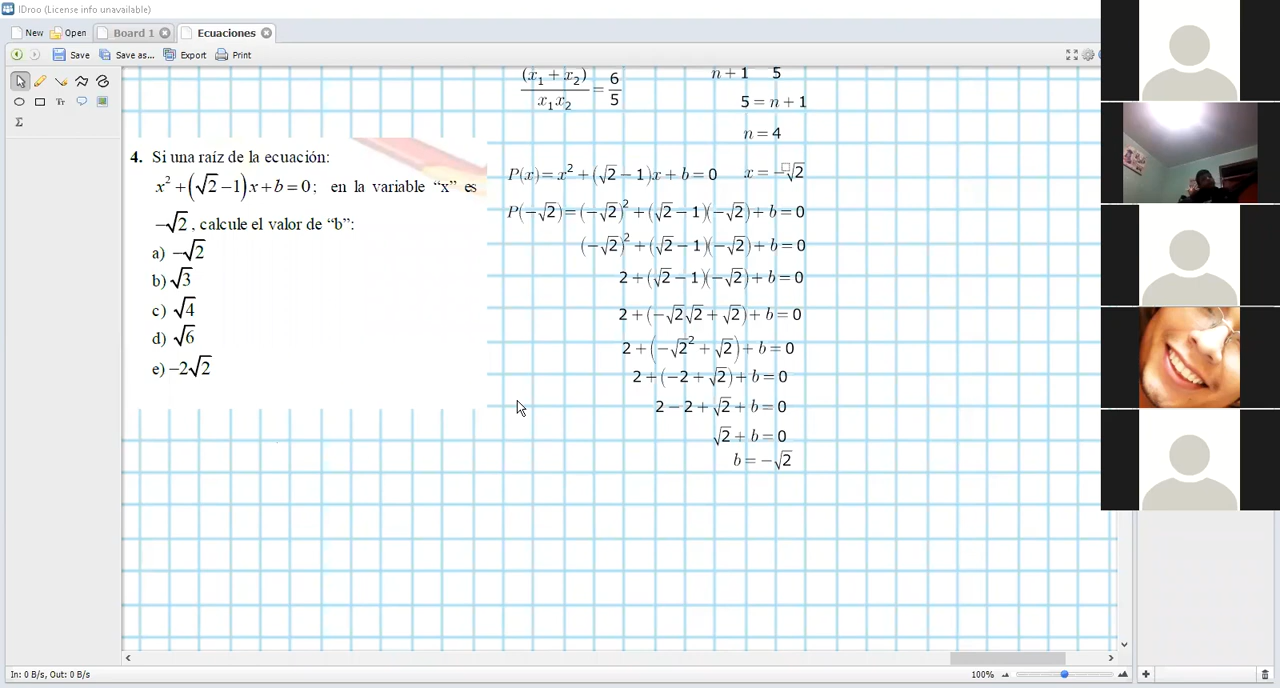 IDroo (License info unavailable)
New Open Board 1 Ecuaciones
Save Save as... Export Print
Tr
Σ
(x₁ + x₂) / x₁x₂ = 6/5
n + 1 5
5 = n + 1
n = 4
4. Si una raíz de la ecuación:
x² + (√2 − 1)x + b = 0; en la variable “x” es
−√2, calcule el valor de “b”:
a) −√2
b) √3
c) √4
d) √6
e) −2√2
P(x) = x² + (√2 − 1)x + b = 0 x = −√2
P(−√2) = (−√2)² + (√2 − 1)(−√2) + b = 0
(−√2)² + (√2 − 1)(−√2) + b = 0
2 + (√2 − 1)(−√2) + b = 0
2 + (−√2√2 + √2) + b = 0
2 + (−√2² + √2) + b = 0
2 + (−2 + √2) + b = 0
2 − 2 + √2 + b = 0
√2 + b = 0
b = −√2
In: 0 B/s, Out: 0 B/s
100%